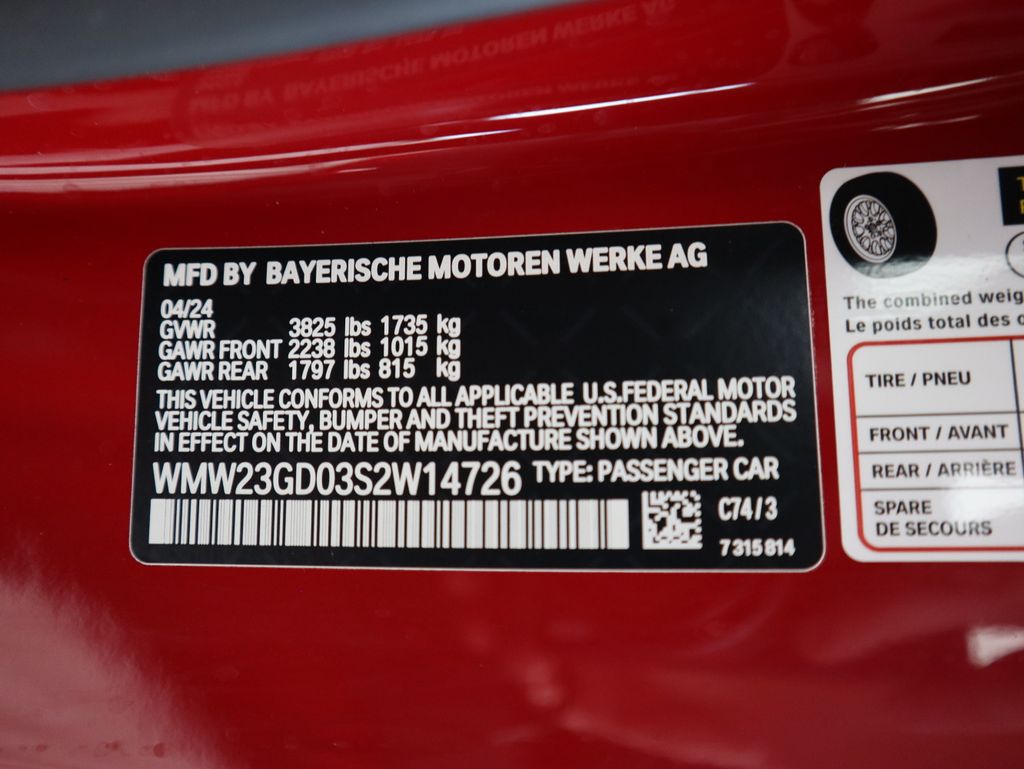 MFD BY BAYERISCHE MOTOREN WERKE AG
04/24
GVWR 3825 lbs 1735 kg
GAWR FRONT 2238 lbs 1015 kg
GAWR REAR 1797 lbs 815 kg
THIS VEHICLE CONFORMS TO ALL APPLICABLE U.S.FEDERAL MOTOR
VEHICLE SAFETY, BUMPER AND THEFT PREVENTION STANDARDS
IN EFFECT ON THE DATE OF MANUFACTURE SHOWN ABOVE.
WMW23GD03S2W14726 TYPE: PASSENGER CAR
C74/3
7315814
The combined weig
Le poids total des
TIRE / PNEU
FRONT / AVANT
REAR / ARRIÈRE
SPARE
DE SECOURS